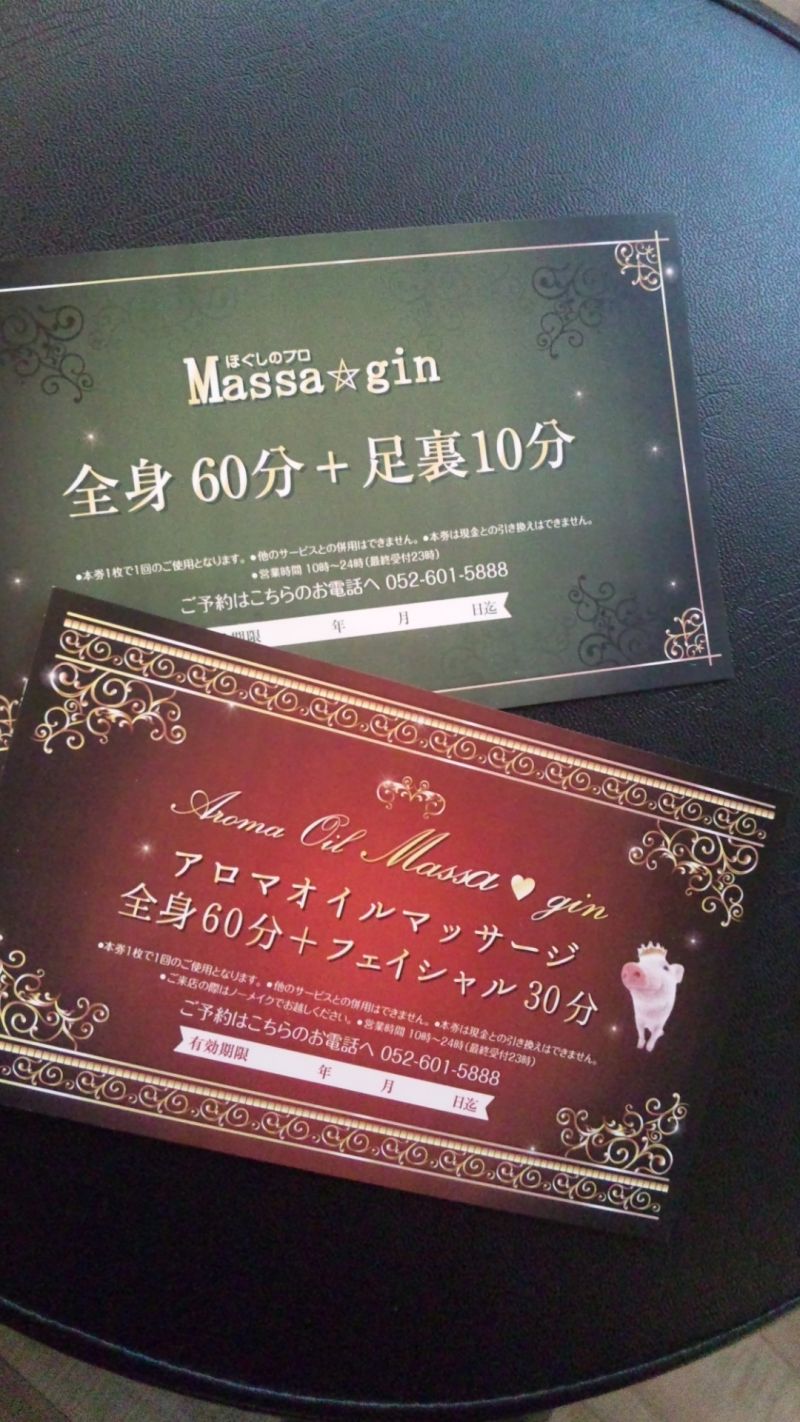 ほぐしのプロ
Massa☆gin
全身 60分＋足裏10分
●本券1枚で1回のご使用となります。●他のサービスとの併用はできません。●本券は現金との引き換えはできません。
●営業時間 10時～24時（最終受付23時）
ご予約はこちらのお電話へ 052-601-5888
期限 年 月 日迄
Aroma Oil Massa♥gin
アロマオイルマッサージ
全身60分＋フェイシャル30分
●本券1枚で1回のご使用となります。●他のサービスとの併用はできません。●本券は現金との引き換えはできません。
●ご来店の際はノーメイクでお越しください。●営業時間 10時～24時（最終受付23時）
ご予約はこちらのお電話へ 052-601-5888
有効期限 年 月 日迄